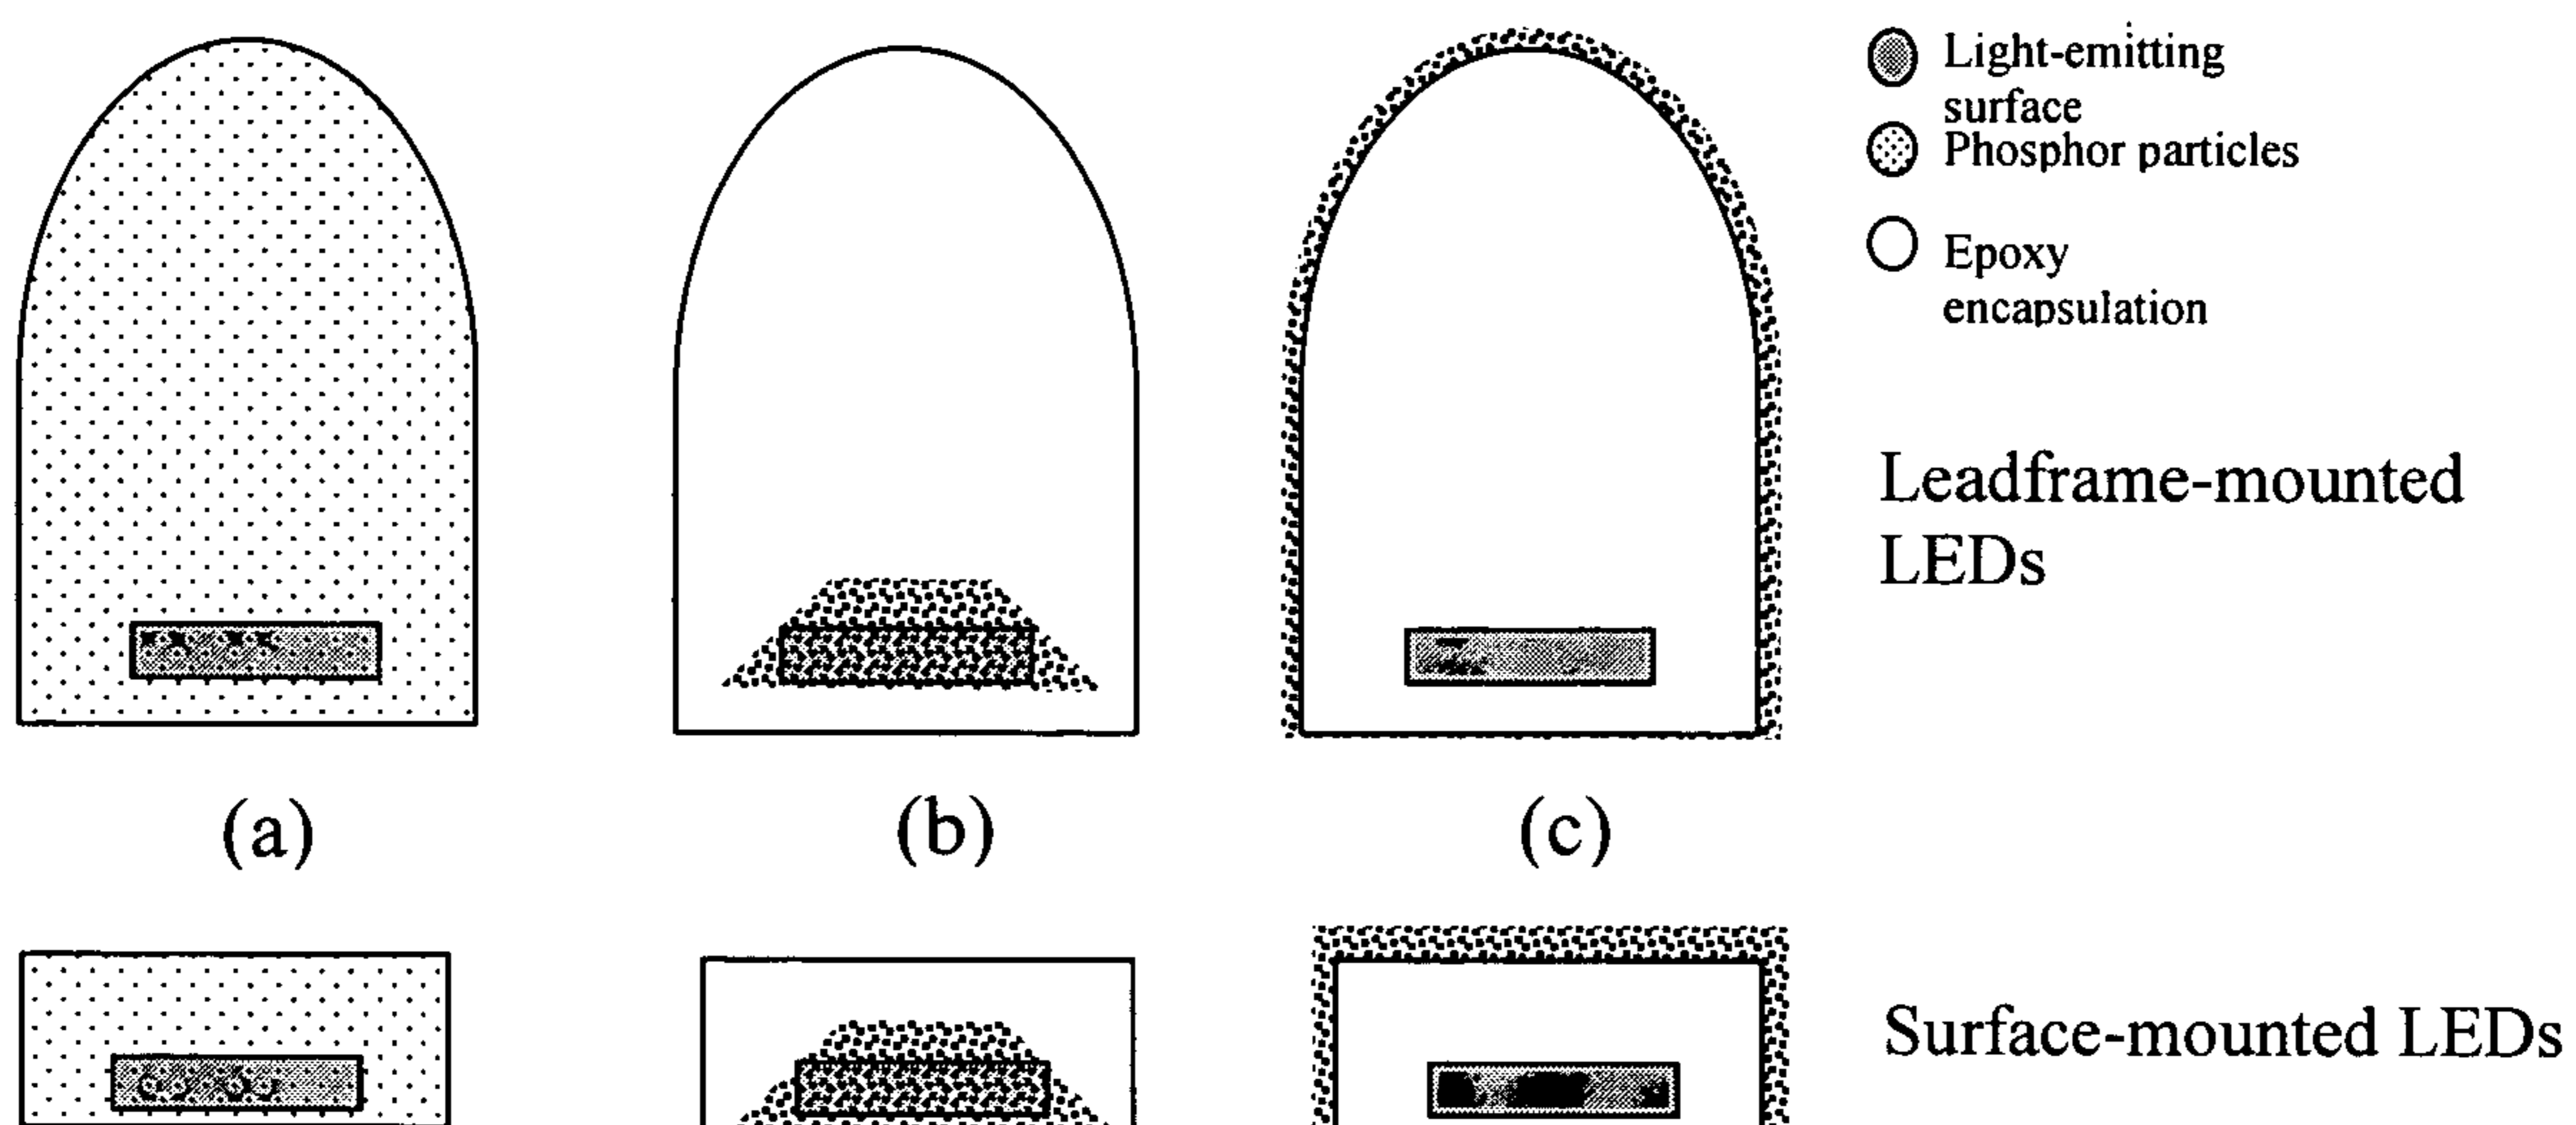 Light-emitting
surface
Phosphor particles
Epoxy
encapsulation
Leadframe-mounted
LEDs
(a)
(b)
(c)
Surface-mounted LEDs